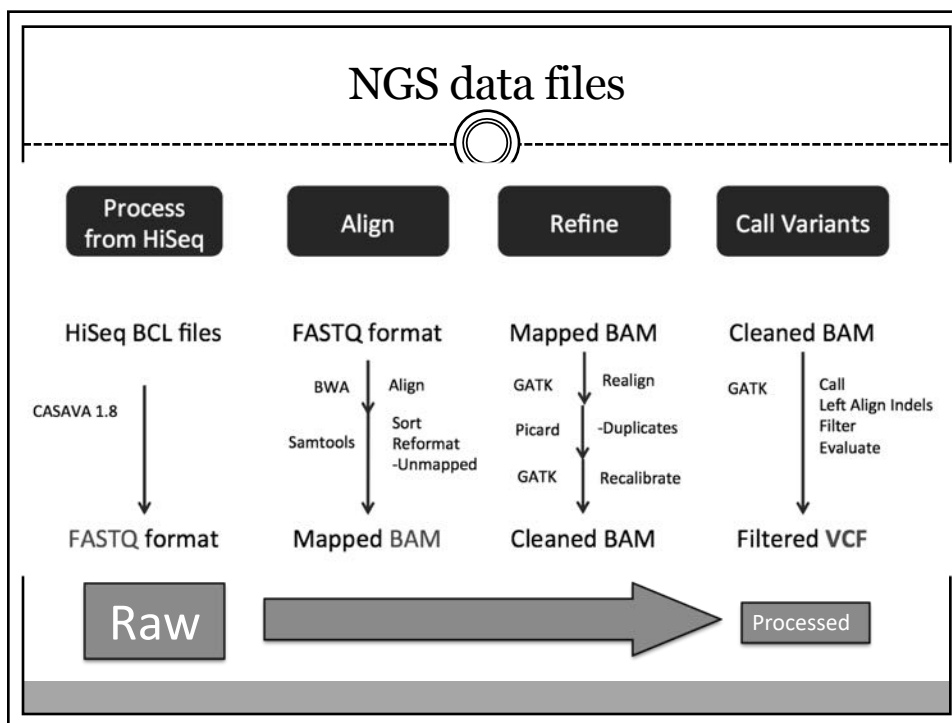 NGS data files
Process
from HiSeq
HiSeq BCL files
CASAVA 1.8
FASTQ format
Align
FASTQ format
BWA
Align
Samtools
Sort
Reformat
-Unmapped
Mapped BAM
Refine
Mapped BAM
GATK
Realign
Picard
-Duplicates
GATK
Recalibrate
Cleaned BAM
Call Variants
Cleaned BAM
GATK
Call
Left Align Indels
Filter
Evaluate
Filtered VCF
Raw
Processed